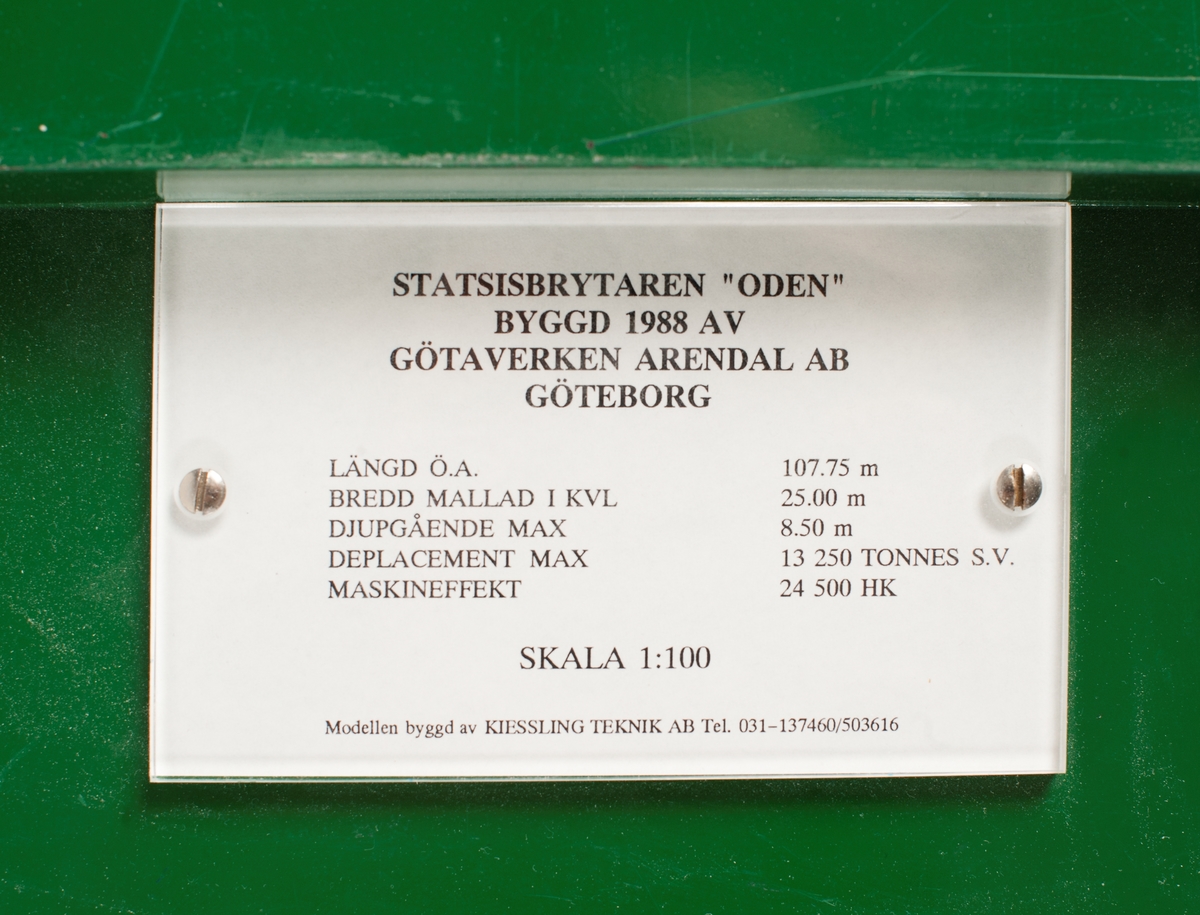 STATSISBRYTAREN "ODEN"
BYGGD 1988 AV
GÖTAVERKEN ARENDAL AB
GÖTEBORG
LÄNGD Ö.A. 107.75 m
BREDD MALLAD I KVL 25.00 m
DJUPGÅENDE MAX 8.50 m
DEPLACEMENT MAX 13 250 TONNES S.V.
MASKINEFFEKT 24 500 HK
SKALA 1:100
Modellen byggd av KIESSLING TEKNIK AB Tel. 031-137460/503616